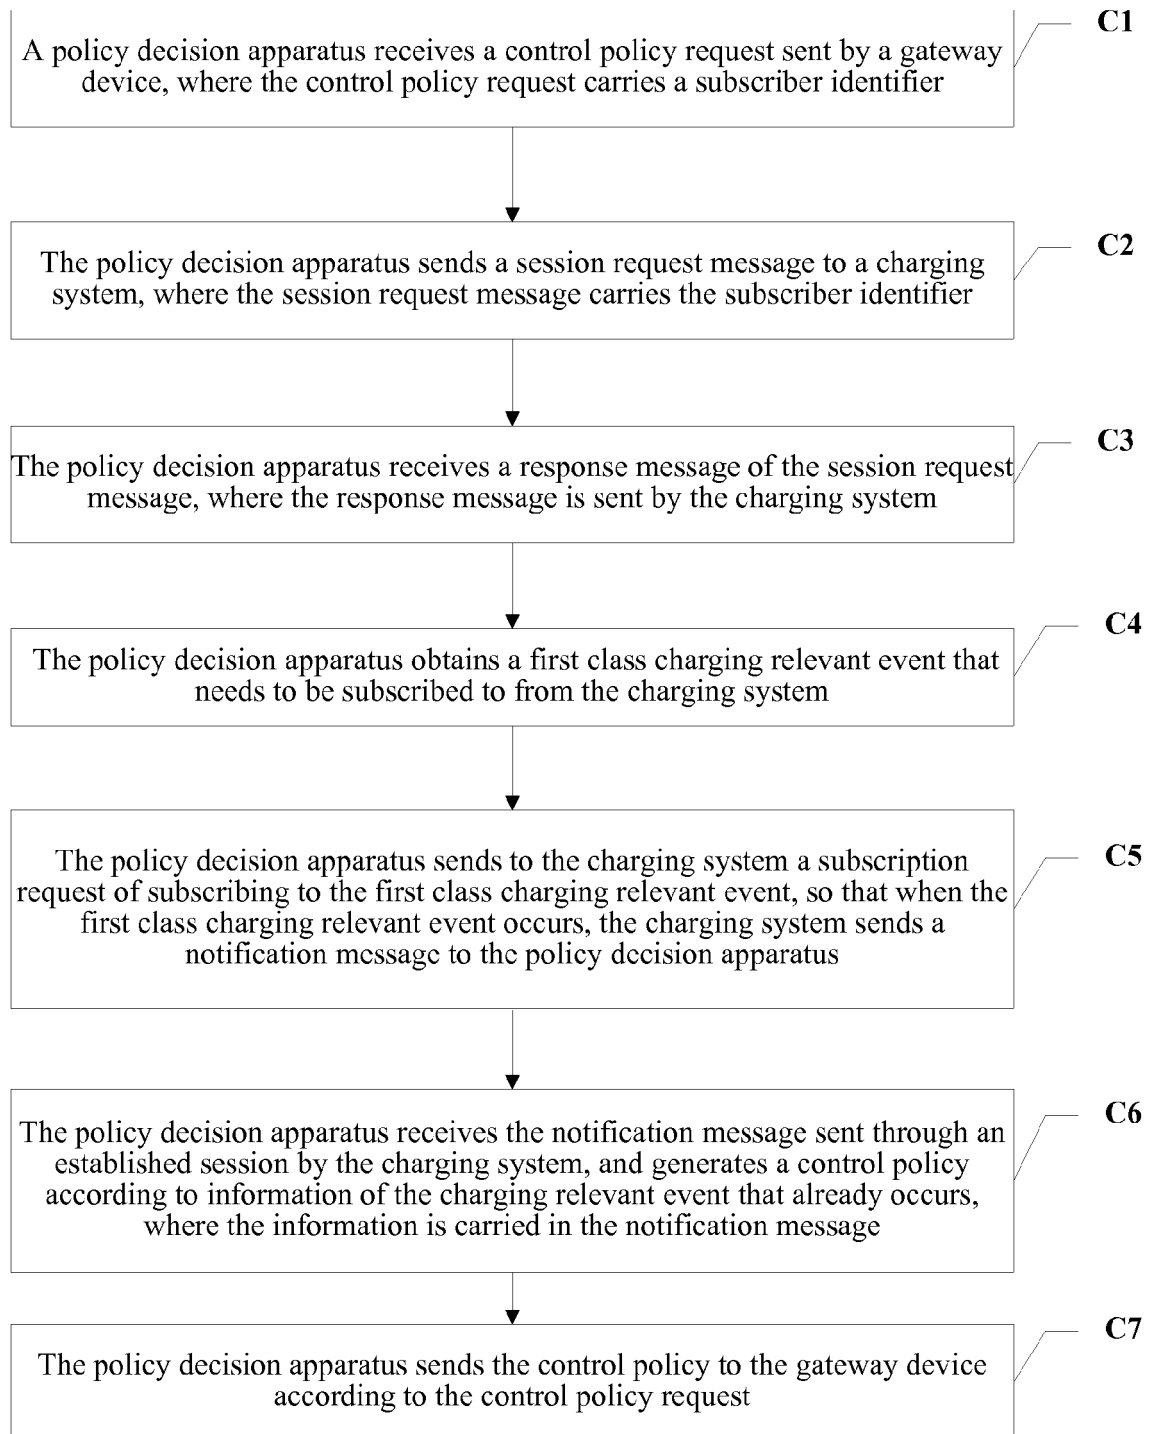 C1
A policy decision apparatus receives a control policy request sent by a gateway
device, where the control policy request carries a subscriber identifier
C2
The policy decision apparatus sends a session request message to a charging
system, where the session request message carries the subscriber identifier
C3
The policy decision apparatus receives a response message of the session request
message, where the response message is sent by the charging system
C4
The policy decision apparatus obtains a first class charging relevant event that
needs to be subscribed to from the charging system
C5
The policy decision apparatus sends to the charging system a subscription
request of subscribing to the first class charging relevant event, so that when the
first class charging relevant event occurs, the charging system sends a
notification message to the policy decision apparatus
C6
The policy decision apparatus receives the notification message sent through an
established session by the charging system, and generates a control policy
according to information of the charging relevant event that already occurs,
where the information is carried in the notification message
C7
The policy decision apparatus sends the control policy to the gateway device
according to the control policy request